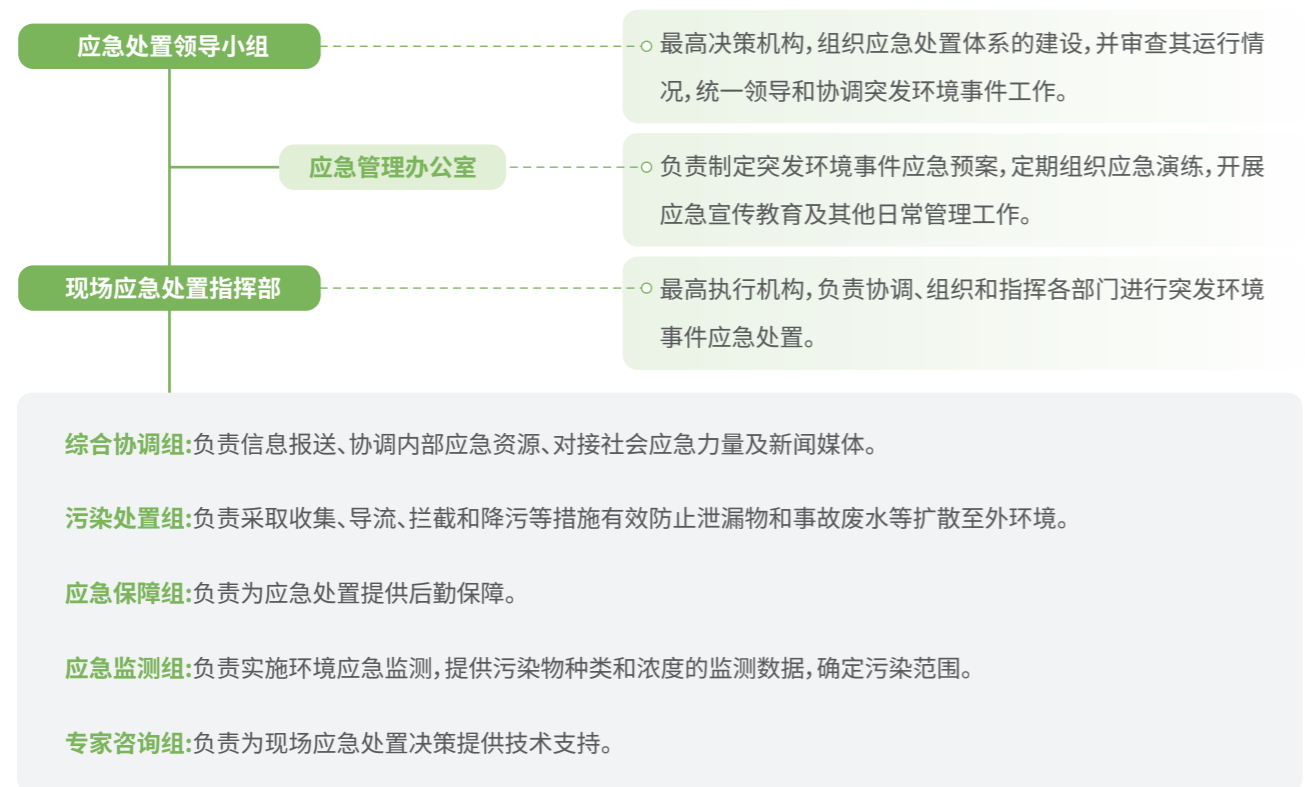 应急处置领导小组
最高决策机构，组织应急处置体系的建设，并审查其运行情
况，统一领导和协调突发环境事件工作。
应急管理办公室
负责制定突发环境事件应急预案，定期组织应急演练，开展
应急宣传教育及其他日常管理工作。
现场应急处置指挥部
最高执行机构，负责协调、组织和指挥各部门进行突发环境
事件应急处置。
综合协调组:负责信息报送、协调内部应急资源、对接社会应急力量及新闻媒体。
污染处置组:负责采取收集、导流、拦截和降污等措施有效防止泄漏物和事故废水等扩散至外环境。
应急保障组:负责为应急处置提供后勤保障。
应急监测组:负责实施环境应急监测，提供污染物种类和浓度的监测数据，确定污染范围。
专家咨询组:负责为现场应急处置决策提供技术支持。